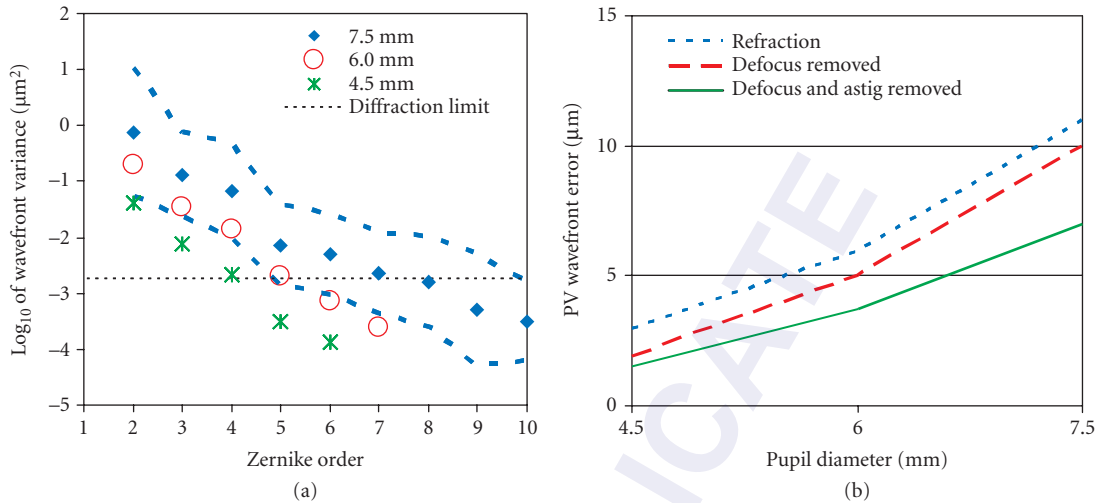 2
1
0
−1
−2
−3
−4
−5
Log₁₀ of wavefront variance (μm²)
7.5 mm
6.0 mm
4.5 mm
Diffraction limit
1 2 3 4 5 6 7 8 9 10
Zernike order
(a)
15
10
5
0
PV wavefront error (μm)
Refraction
Defocus removed
Defocus and astig removed
4.5 6 7.5
Pupil diameter (mm)
(b)
ICATE